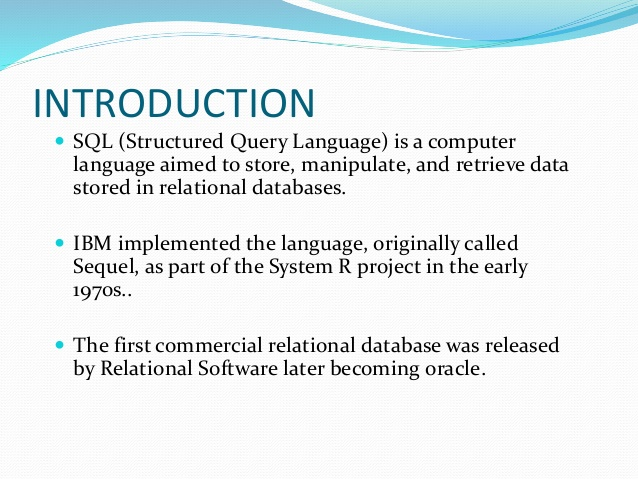 INTRODUCTION
SQL (Structured Query Language) is a computer
language aimed to store, manipulate, and retrieve data
stored in relational databases.
IBM implemented the language, originally called
Sequel, as part of the System R project in the early
1970s..
The first commercial relational database was released
by Relational Software later becoming oracle.